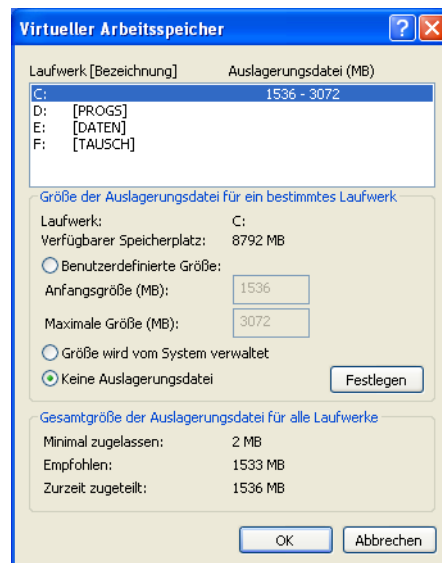 Virtueller Arbeitsspeicher
Laufwerk [Bezeichnung] Auslagerungsdatei (MB)
C: 1536 - 3072
D: [PROGS]
E: [DATEN]
F: [TAUSCH]
Größe der Auslagerungsdatei für ein bestimmtes Laufwerk
Laufwerk: C:
Verfügbarer Speicherplatz: 8792 MB
Benutzerdefinierte Größe:
Anfangsgröße (MB): 1536
Maximale Größe (MB): 3072
Größe wird vom System verwaltet
Keine Auslagerungsdatei Festlegen
Gesamtgröße der Auslagerungsdatei für alle Laufwerke
Minimal zugelassen: 2 MB
Empfohlen: 1533 MB
Zurzeit zugeteilt: 1536 MB
OK Abbrechen